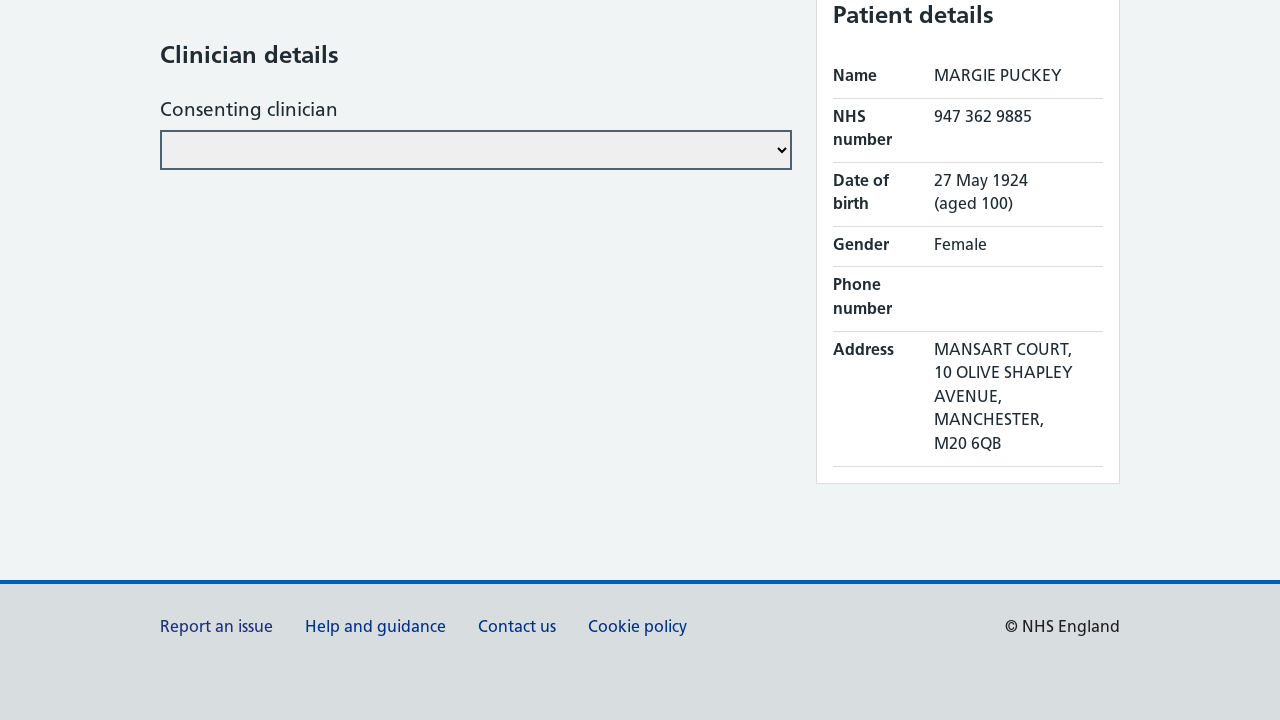 Clinician details
Consenting clinician
Patient details
Name MARGIE PUCKEY
NHS number 947 362 9885
Date of birth 27 May 1924 (aged 100)
Gender Female
Phone number
Address MANSART COURT,
10 OLIVE SHAPLEY
AVENUE,
MANCHESTER,
M20 6QB
Report an issue Help and guidance Contact us Cookie policy © NHS England